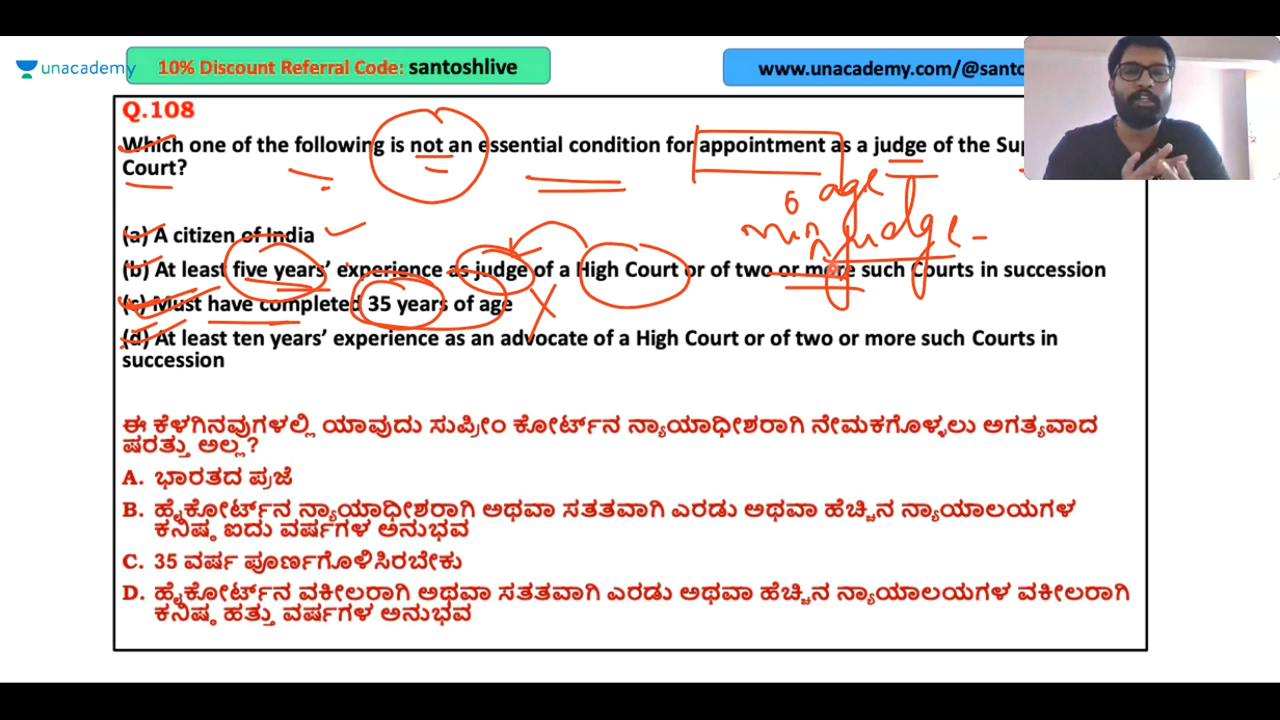 unacademy
10% Discount Referral Code: santoshlive
www.unacademy.com/@santo
Q.108
Which one of the following is not an essential condition for appointment as a judge of the Sup
Court?
age
min judge
(a) A citizen of India
(b) At least five years' experience as judge of a High Court or of two or more such Courts in succession
(c) Must have completed 35 years of age
(d) At least ten years' experience as an advocate of a High Court or of two or more such Courts in
succession
ಈ ಕೆಳಗಿನವುಗಳಲ್ಲಿ ಯಾವುದು ಸುಪ್ರೀಂ ಕೋರ್ಟ್‌ನ ನ್ಯಾಯಾಧೀಶರಾಗಿ ನೇಮಕಗೊಳ್ಳಲು ಅಗತ್ಯವಾದ
ಷರತ್ತು ಅಲ್ಲ?
A. ಭಾರತದ ಪ್ರಜೆ
B. ಹೈಕೋರ್ಟ್‌ನ ನ್ಯಾಯಾಧೀಶರಾಗಿ ಅಥವಾ ಸತತವಾಗಿ ಎರಡು ಅಥವಾ ಹೆಚ್ಚಿನ ನ್ಯಾಯಾಲಯಗಳ
ಕನಿಷ್ಠ ಐದು ವರ್ಷಗಳ ಅನುಭವ
C. 35 ವರ್ಷ ಪೂರ್ಣಗೊಳಿಸಿರಬೇಕು
D. ಹೈಕೋರ್ಟ್‌ನ ವಕೀಲರಾಗಿ ಅಥವಾ ಸತತವಾಗಿ ಎರಡು ಅಥವಾ ಹೆಚ್ಚಿನ ನ್ಯಾಯಾಲಯಗಳ ವಕೀಲರಾಗಿ
ಕನಿಷ್ಠ ಹತ್ತು ವರ್ಷಗಳ ಅನುಭವ